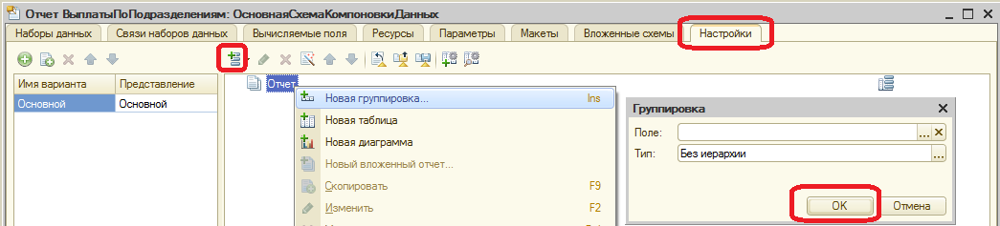 Отчет ВыплатыПоПодразделениям: ОсновнаяСхемаКомпоновкиДанных
Наборы данных Связи наборов данных Вычисляемые поля Ресурсы Параметры Макеты Вложенные схемы Настройки
Имя варианта Представление
Основной Основной
Отчет
Новая группировка... Ins
Новая таблица
Новая диаграмма
Новый вложенный отчет...
Скопировать F9
Изменить F2
Группировка
Поле: ...
Тип: Без иерархии ...
OK Отмена